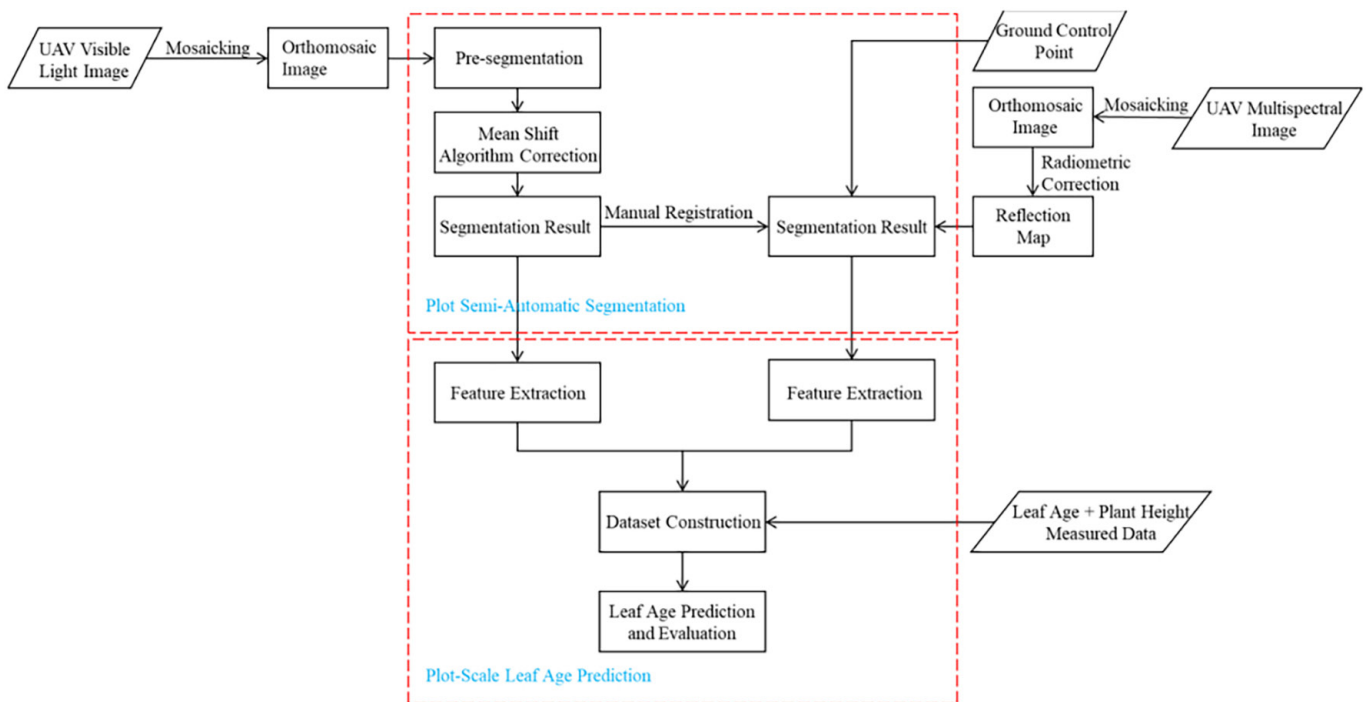 UAV Visible
Light Image
Mosaicking
Orthomosaic
Image
Pre-segmentation
Ground Control
Point
Mean Shift
Algorithm Correction
Orthomosaic
Image
Mosaicking
UAV Multispectral
Image
Radiometric
Correction
Segmentation Result
Manual Registration
Segmentation Result
Reflection
Map
Plot Semi-Automatic Segmentation
Feature Extraction
Feature Extraction
Dataset Construction
Leaf Age + Plant Height
Measured Data
Leaf Age Prediction
and Evaluation
Plot-Scale Leaf Age Prediction